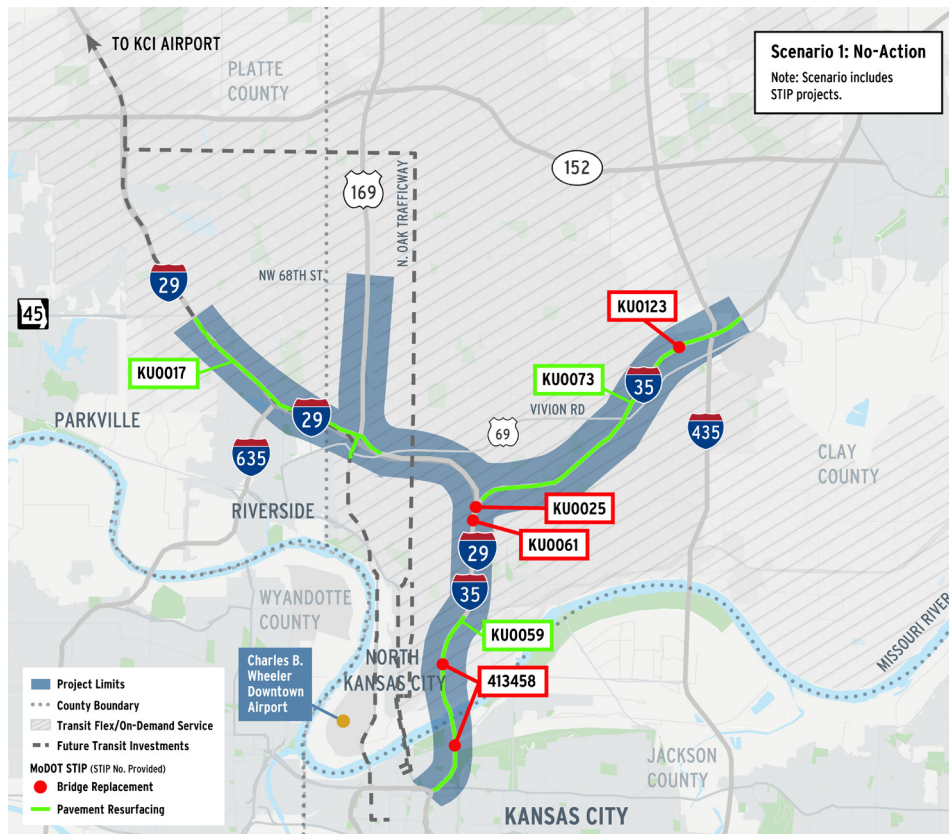 TO KCI AIRPORT
PLATTE
COUNTY
Scenario 1: No-Action
Note: Scenario includes
STIP projects.
152
169
N. OAK TRAFFICWAY
NW 68TH ST.
29
45
KU0123
KU0017
KU0073
35
VIVION RD
29
69
PARKVILLE
435
635
CLAY
COUNTY
RIVERSIDE
KU0025
KU0061
29
35
WYANDOTTE
COUNTY
MISSOURI RIVER
KU0059
NORTH
KANSAS CITY
413458
Charles B.
Wheeler
Downtown
Airport
JACKSON
COUNTY
KANSAS CITY
Project Limits
County Boundary
Transit Flex/On-Demand Service
Future Transit Investments
MoDOT STIP (STIP No. Provided)
Bridge Replacement
Pavement Resurfacing